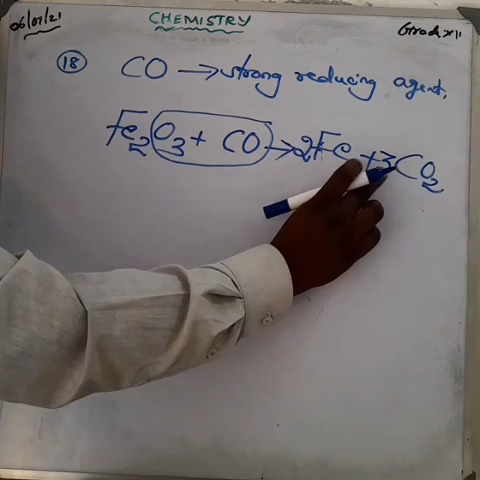 06/07/21
CHEMISTRY
Grade XII
18 CO → strong reducing agent.
Fe2O3 + CO → 2Fe + 3CO2